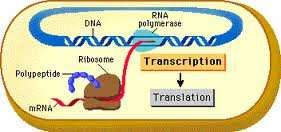 DNA
RNA
polymerase
Ribosome
Transcription
Polypeptide
Translation
mRNA